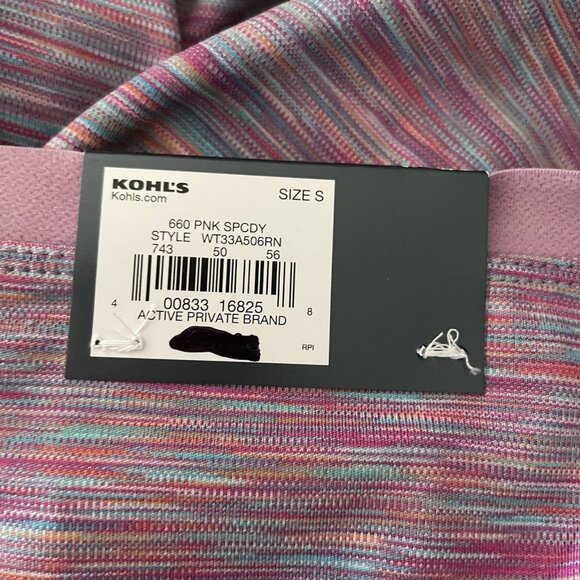 KOHL'S
Kohls.com
SIZE S
660 PNK SPCDY
STYLE WT33A506RN
743 50 56
4 00833 16825 8
ACTIVE PRIVATE BRAND
RPI